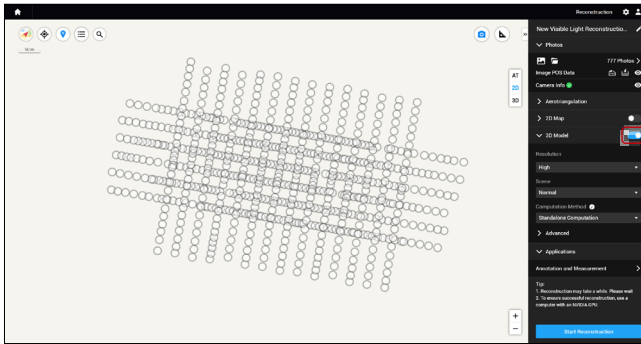 Reconstruction
New Visible Light Reconstructio...
Photos
777 Photos
Image POS Data
Camera Info
AT
2D
3D
Aerotriangulation
2D Map
3D Model
Resolution
High
Scene
Normal
Computation Method
Standalone Computation
Advanced
Applications
Annotation and Measurement
Tip:
1. Reconstruction may take a while. Please wait
2. To ensure successful reconstruction, use a
computer with an NVIDIA GPU.
Start Reconstruction